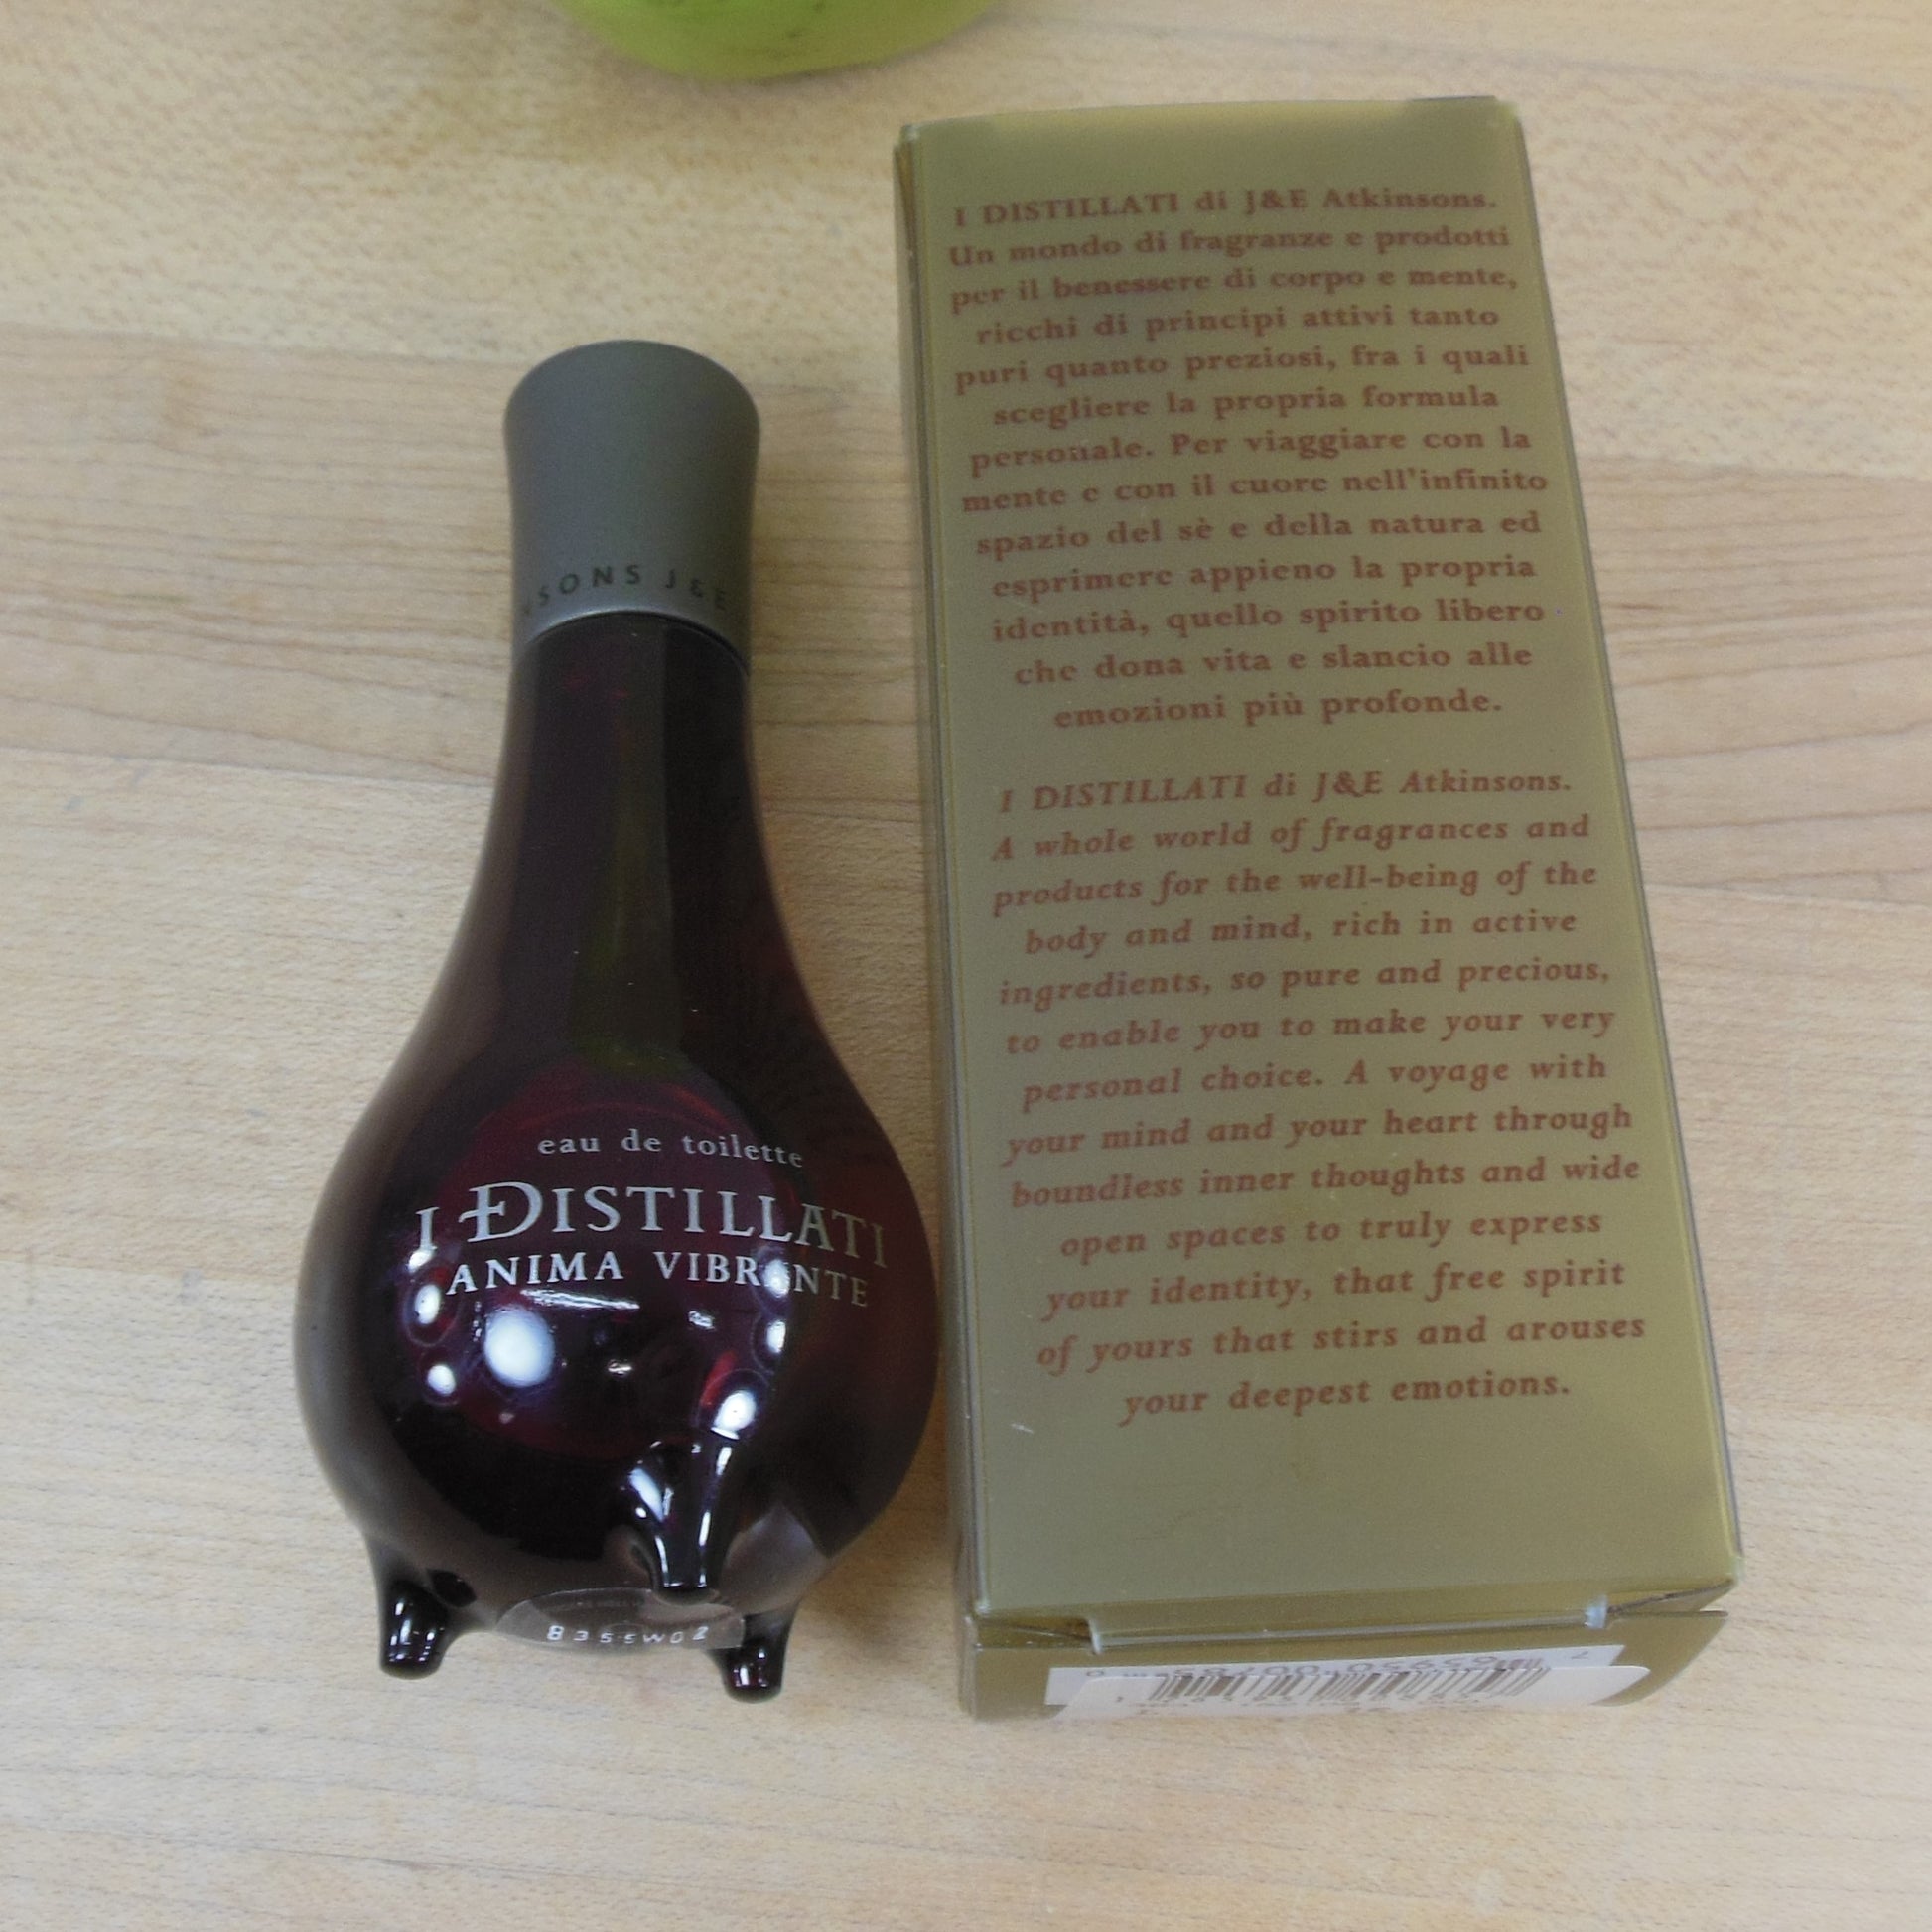 SONS J&E
eau de toilette
I DISTILLATI
ANIMA VIBRANTE
8355W02
I DISTILLATI di J&E Atkinsons.
Un mondo di fragranze e prodotti
per il benessere di corpo e mente,
ricchi di principi attivi tanto
puri quanto preziosi, fra i quali
scegliere la propria formula
personale. Per viaggiare con la
mente e con il cuore nell'infinito
spazio del sè e della natura ed
esprimere appieno la propria
identità, quello spirito libero
che dona vita e slancio alle
emozioni più profonde.
I DISTILLATI di J&E Atkinsons.
A whole world of fragrances and
products for the well-being of the
body and mind, rich in active
ingredients, so pure and precious,
to enable you to make your very
personal choice. A voyage with
your mind and your heart through
boundless inner thoughts and wide
open spaces to truly express
your identity, that free spirit
of yours that stirs and arouses
your deepest emotions.